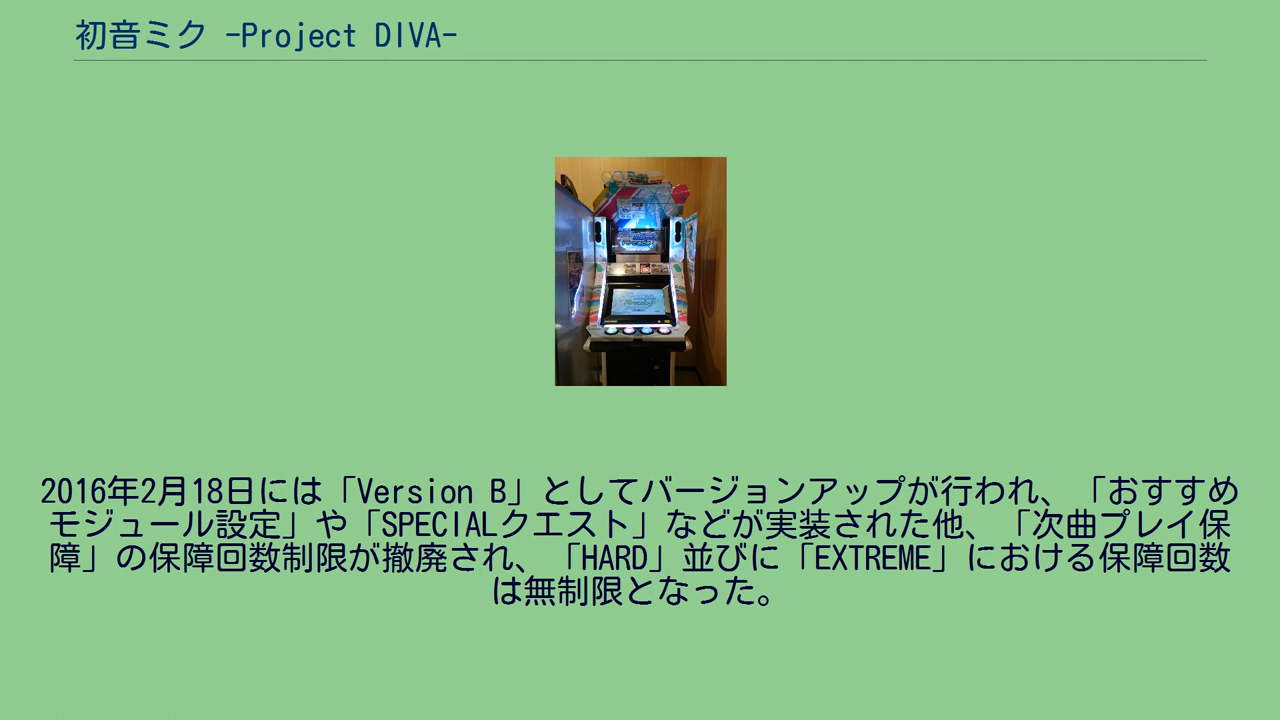 初音ミク -Project DIVA-
2016年2月18日には「Version B」としてバージョンアップが行われ、「おすすめ
モジュール設定」や「SPECIALクエスト」などが実装された他、「次曲プレイ保
障」の保障回数制限が撤廃され、「HARD」並びに「EXTREME」における保障回数
は無制限となった。